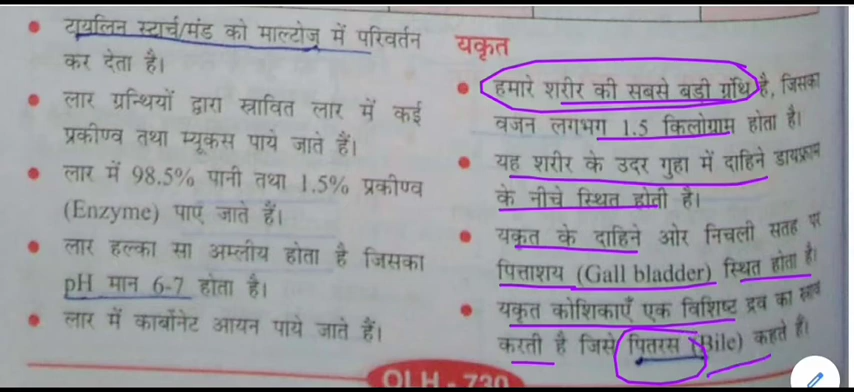 टायलिन स्टार्च/मंड को माल्टोज में परिवर्तन
कर देता है।
लार ग्रन्थियों द्वारा स्त्रावित लार में कई
प्रकीण्व तथा म्यूकस पाये जाते हैं।
लार में 98.5% पानी तथा 1.5% प्रकीण्व
(Enzyme) पाए जाते हैं।
लार हल्का सा अम्लीय होता है जिसका
pH मान 6-7 होता है।
लार में कार्बोनेट आयन पाये जाते हैं।
यकृत
हमारे शरीर की सबसे बडी ग्रंथि है, जिसका
वजन लगभग 1.5 किलोग्राम होता है।
यह शरीर के उदर गुहा में दाहिने डायफ्राम
के नीचे स्थित होती है।
यकृत के दाहिने ओर निचली सतह पर
पित्ताशय (Gall bladder) स्थित होता है।
यकृत कोशिकाएँ एक विशिष्ट द्रव का स्त्राव
करती है जिसे पितरस (Bile) कहते हैं।
QLH - 720